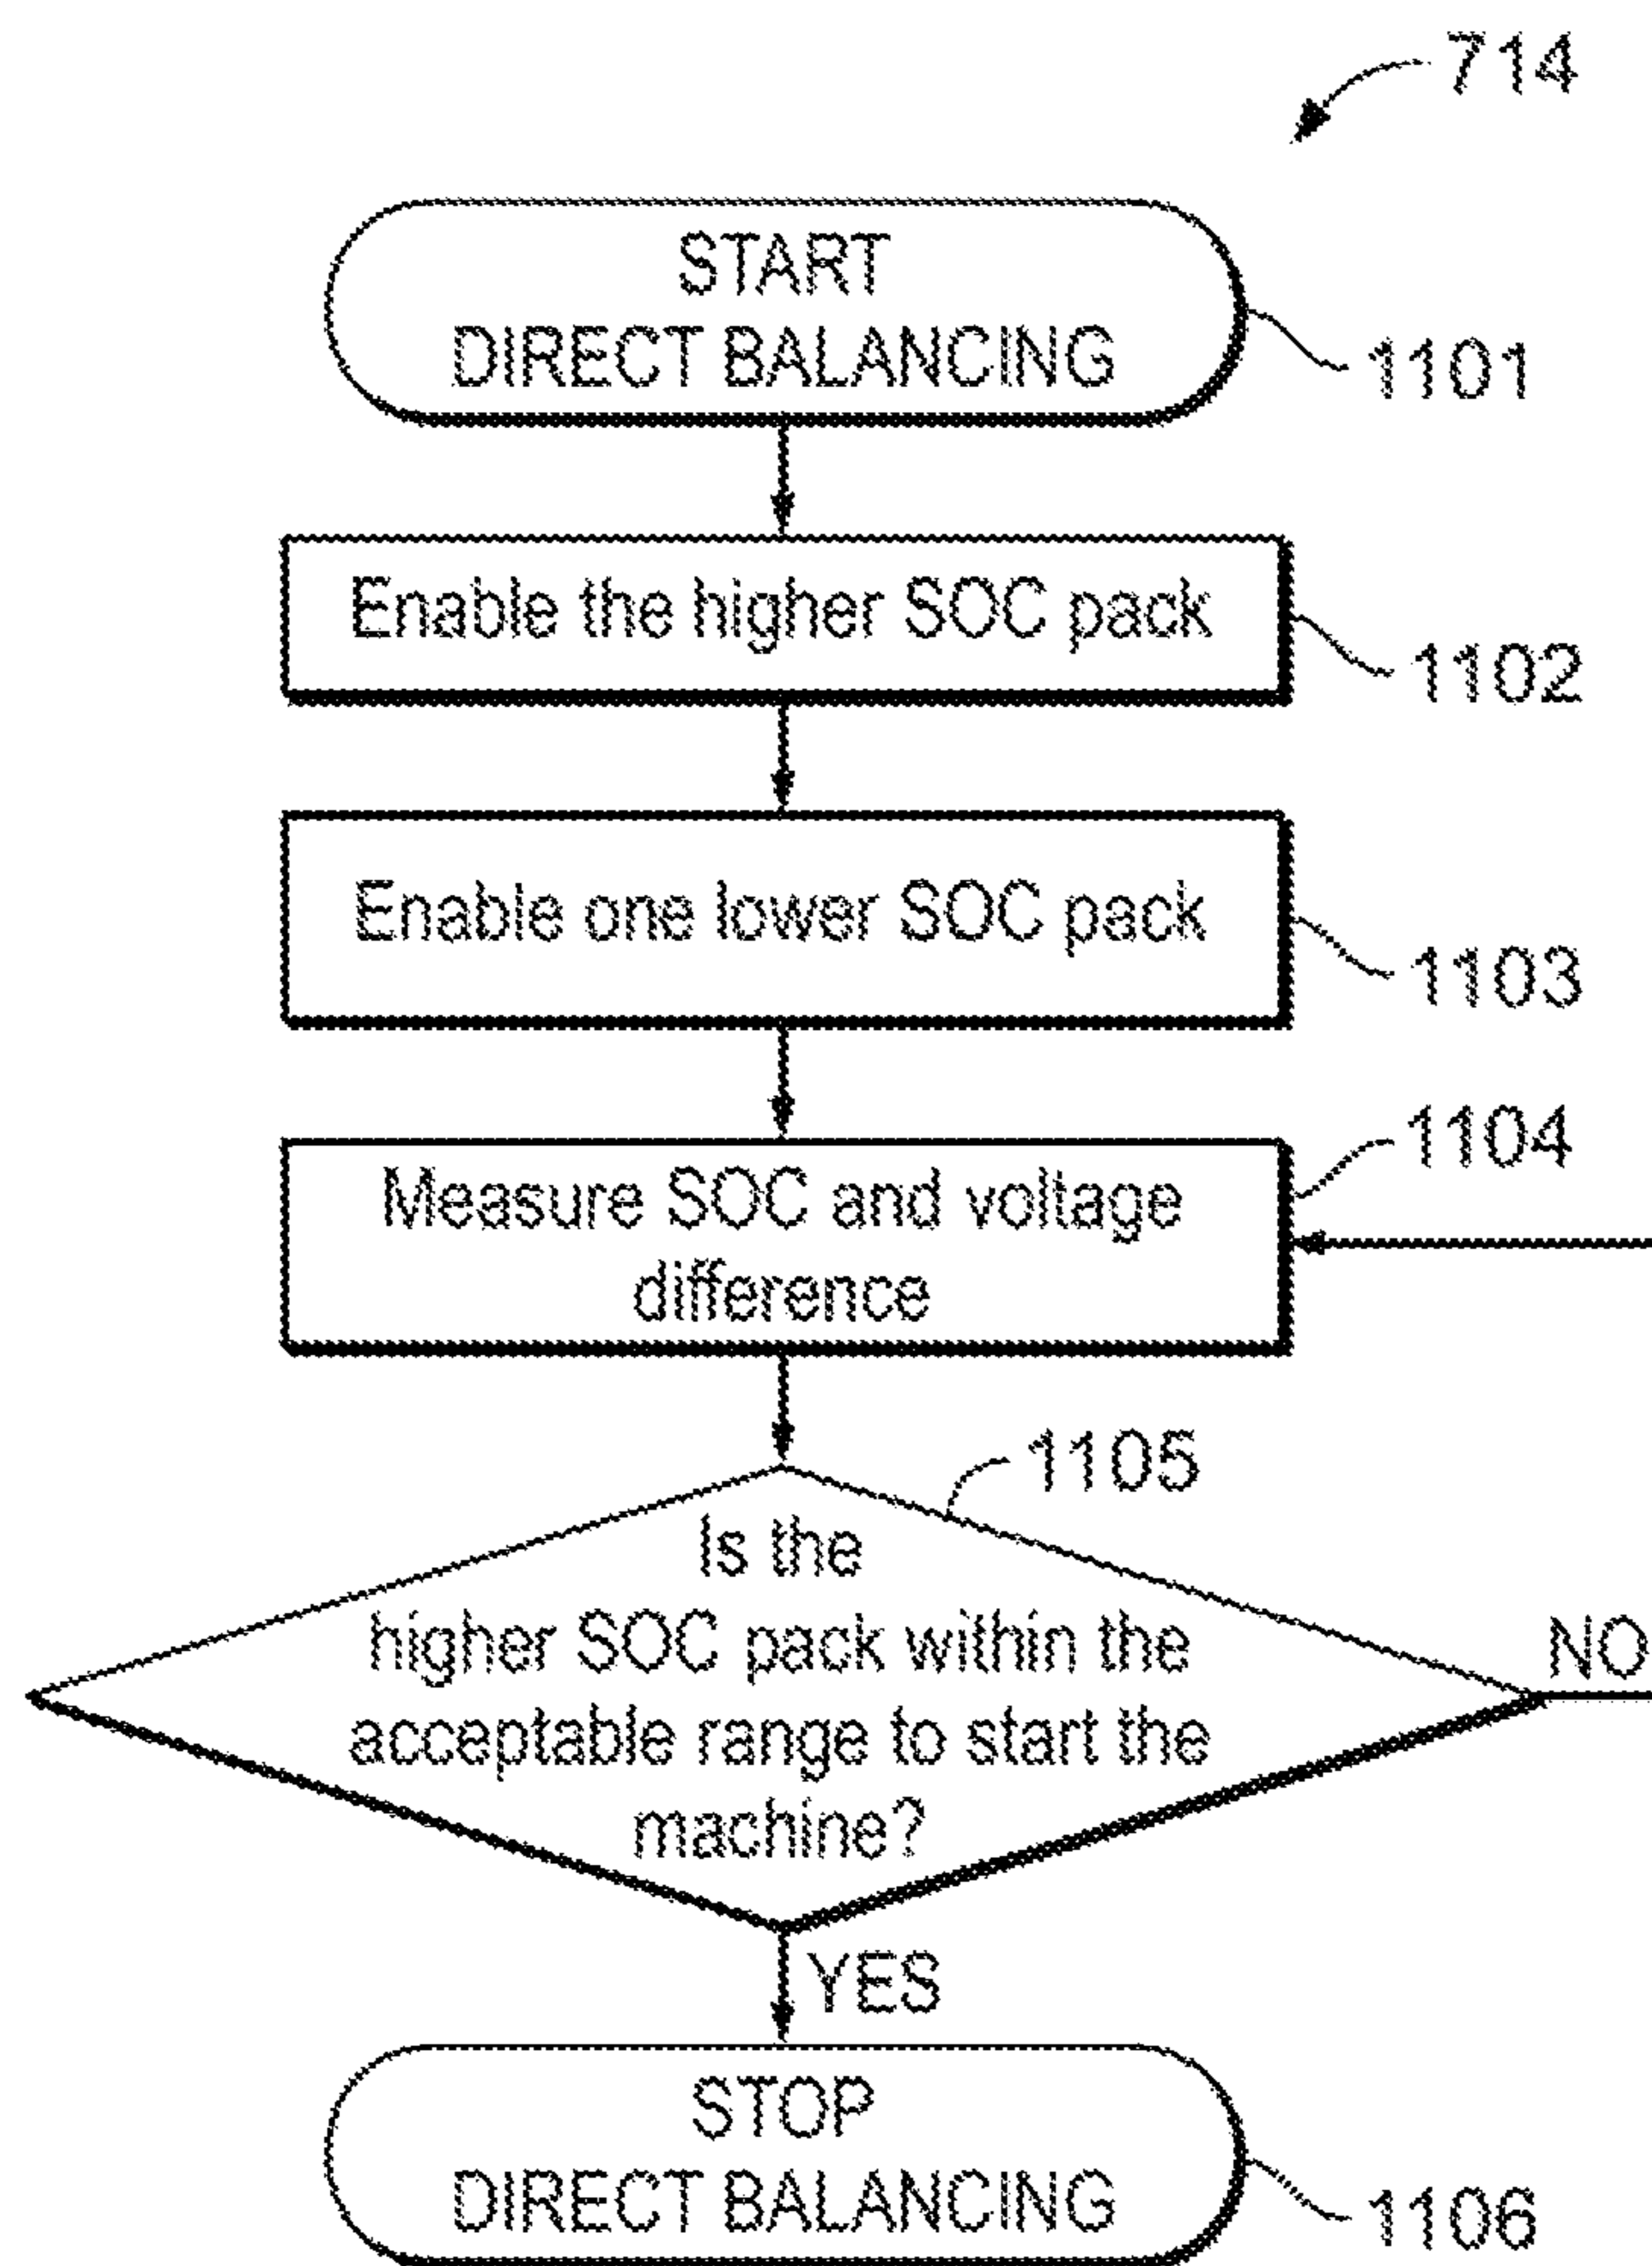 714
START
DIRECT BALANCING
1101
Enable the higher SOC pack
1102
Enable one lower SOC pack
1103
1104
Measure SOC and voltage
difference
1105
Is the
higher SOC pack within the
acceptable range to start the
machine?
NO
YES
STOP
DIRECT BALANCING
1106